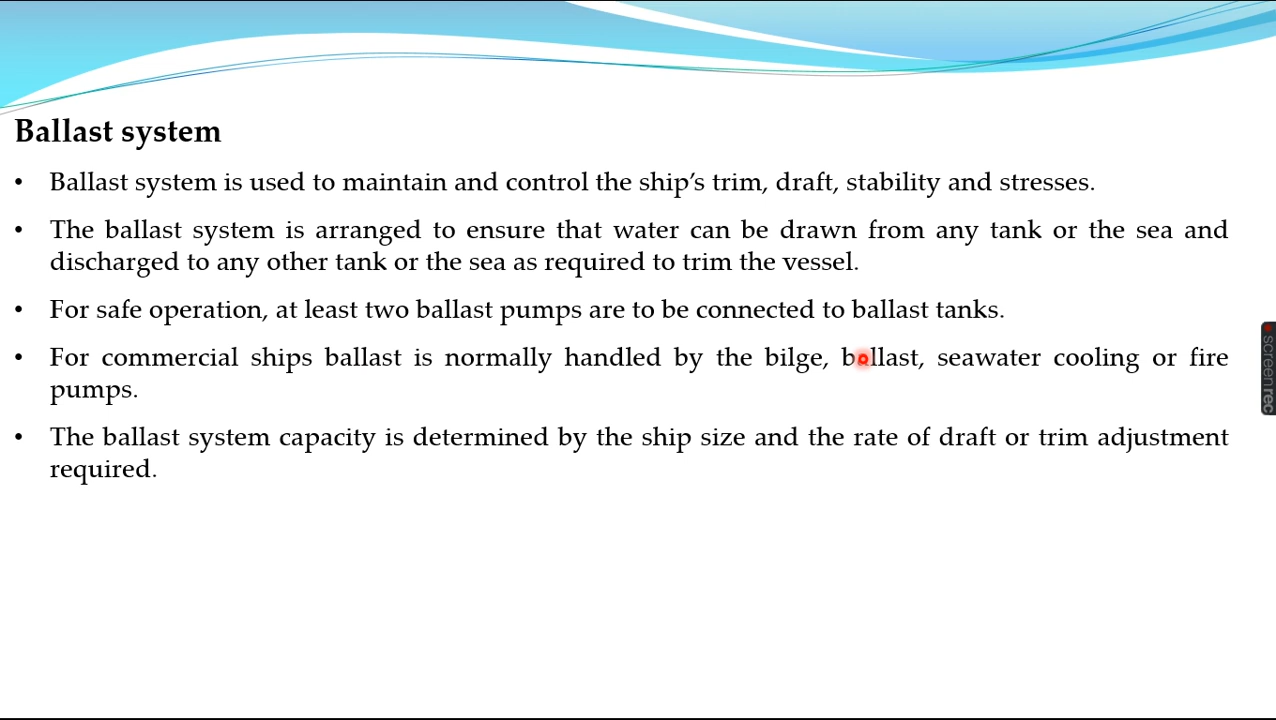 Ballast system
• Ballast system is used to maintain and control the ship’s trim, draft, stability and stresses.
• The ballast system is arranged to ensure that water can be drawn from any tank or the sea and
discharged to any other tank or the sea as required to trim the vessel.
• For safe operation, at least two ballast pumps are to be connected to ballast tanks.
• For commercial ships ballast is normally handled by the bilge, ballast, seawater cooling or fire
pumps.
• The ballast system capacity is determined by the ship size and the rate of draft or trim adjustment
required.
screenrec